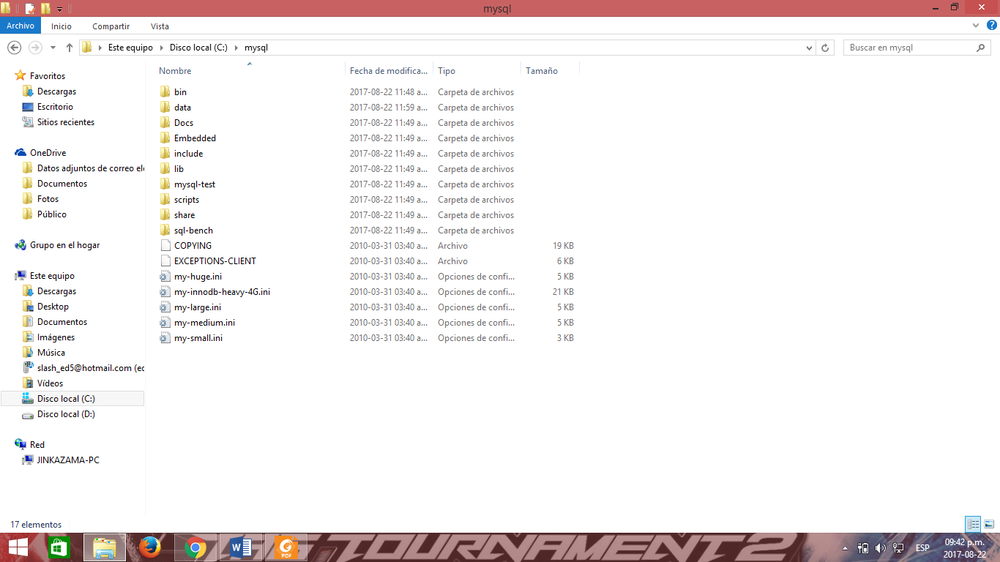 mysql
Archivo Inicio Compartir Vista
Este equipo Disco local (C:) mysql Buscar en mysql
Nombre Fecha de modifica... Tipo Tamaño
Favoritos
Descargas
Escritorio
Sitios recientes
OneDrive
Datos adjuntos de correo ele
Documentos
Fotos
Público
Grupo en el hogar
Este equipo
Descargas
Desktop
Documentos
Imágenes
Música
slash_ed5@hotmail.com (ec
Vídeos
Disco local (C:)
Disco local (D:)
Red
JINKAZAMA-PC
bin 2017-08-22 11:48 a... Carpeta de archivos
data 2017-08-22 11:59 a... Carpeta de archivos
Docs 2017-08-22 11:49 a... Carpeta de archivos
Embedded 2017-08-22 11:49 a... Carpeta de archivos
include 2017-08-22 11:49 a... Carpeta de archivos
lib 2017-08-22 11:49 a... Carpeta de archivos
mysql-test 2017-08-22 11:49 a... Carpeta de archivos
scripts 2017-08-22 11:49 a... Carpeta de archivos
share 2017-08-22 11:49 a... Carpeta de archivos
sql-bench 2017-08-22 11:49 a... Carpeta de archivos
COPYING 2010-03-31 03:40 a... Archivo 19 KB
EXCEPTIONS-CLIENT 2010-03-31 03:40 a... Archivo 6 KB
my-huge.ini 2010-03-31 03:40 a... Opciones de confi... 5 KB
my-innodb-heavy-4G.ini 2010-03-31 03:40 a... Opciones de confi... 21 KB
my-large.ini 2010-03-31 03:40 a... Opciones de confi... 5 KB
my-medium.ini 2010-03-31 03:40 a... Opciones de confi... 5 KB
my-small.ini 2010-03-31 03:40 a... Opciones de confi... 3 KB
17 elementos
PDF
TOURNAMENT 2
ESP
09:42 p.m.
2017-08-22